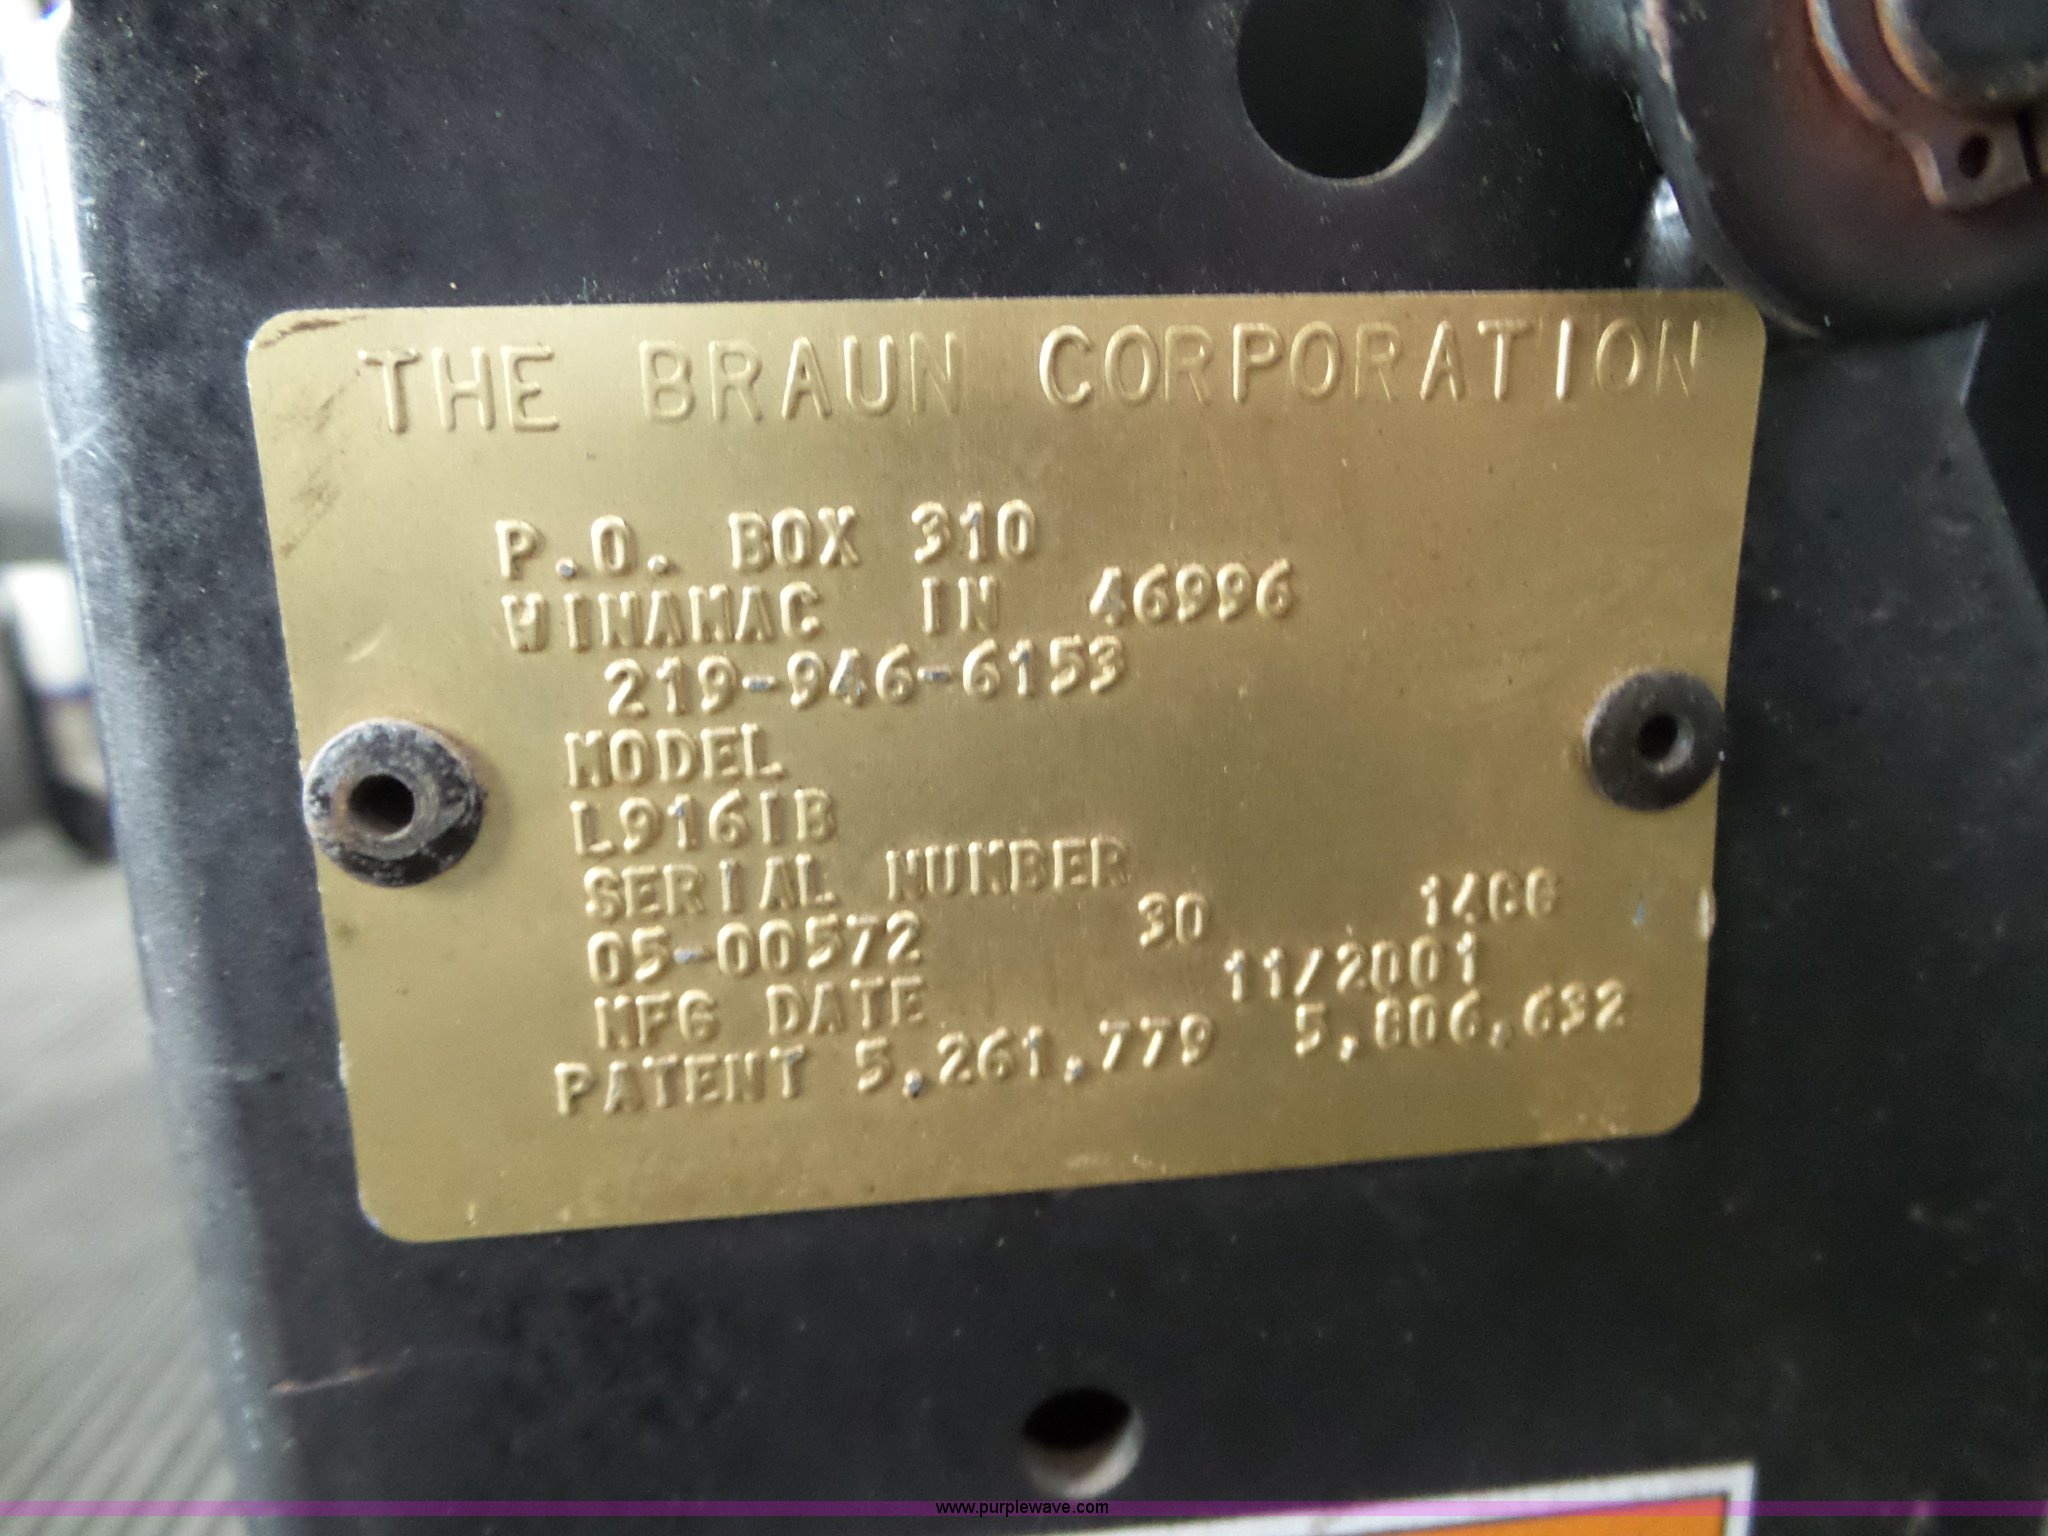 THE BRAUN CORPORATION
P.O. BOX 310
WINAMAC IN 46996
219-946-6153
MODEL
L916IB
SERIAL NUMBER
05-00572 30
MFG DATE 11/2001
PATENT 5,261,779 5,806,632
www.purplewave.com